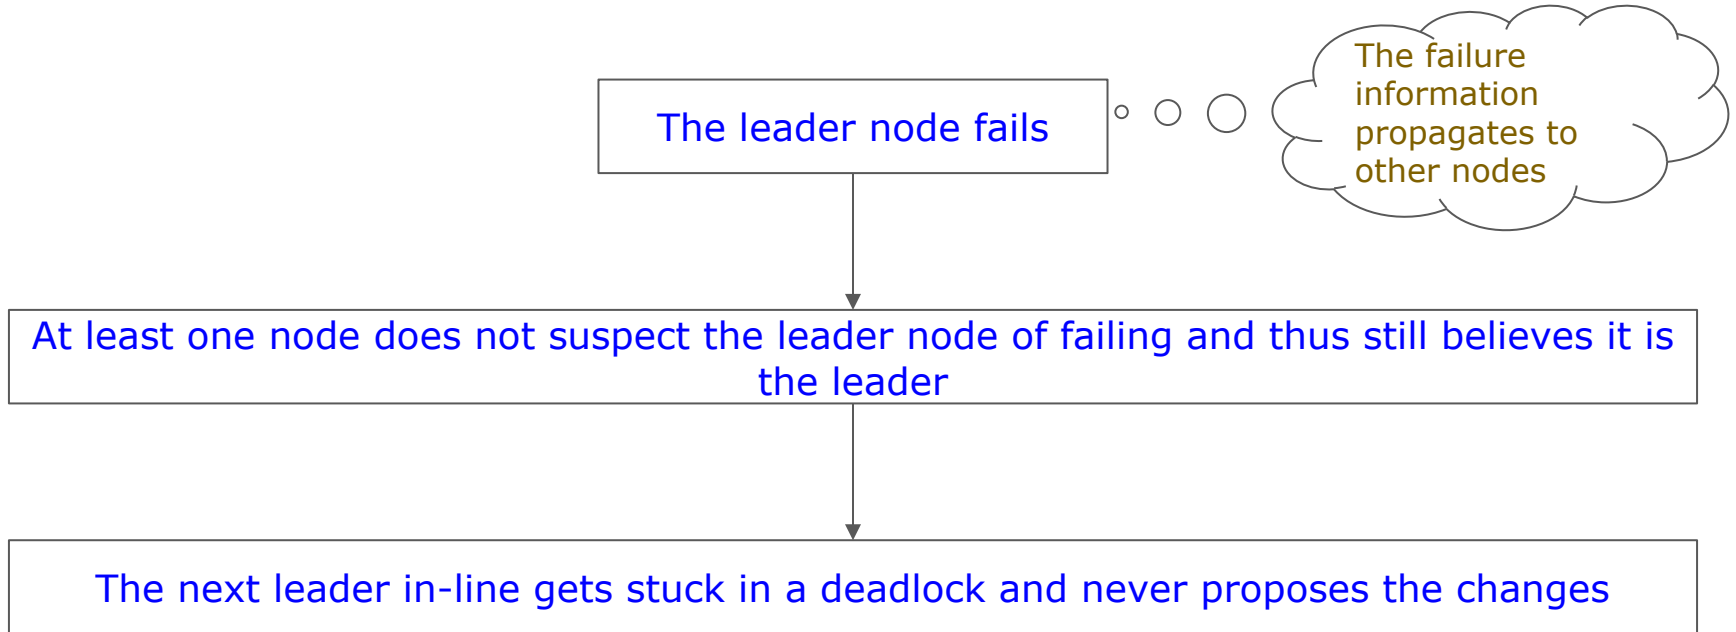 The failure
information
propagates to
other nodes
The leader node fails
At least one node does not suspect the leader node of failing and thus still believes it is
the leader
The next leader in-line gets stuck in a deadlock and never proposes the changes